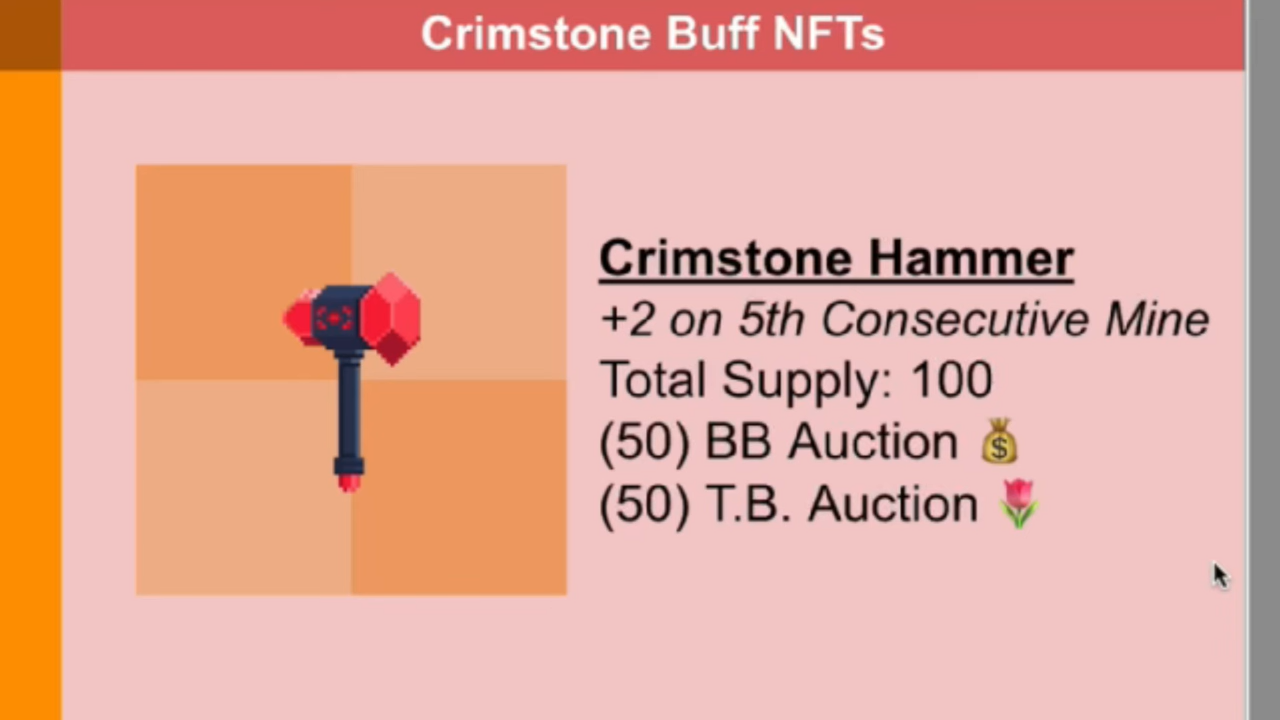 Crimstone Buff NFTs
Crimstone Hammer
+2 on 5th Consecutive Mine
Total Supply: 100
(50) BB Auction 💰
(50) T.B. Auction 🌷